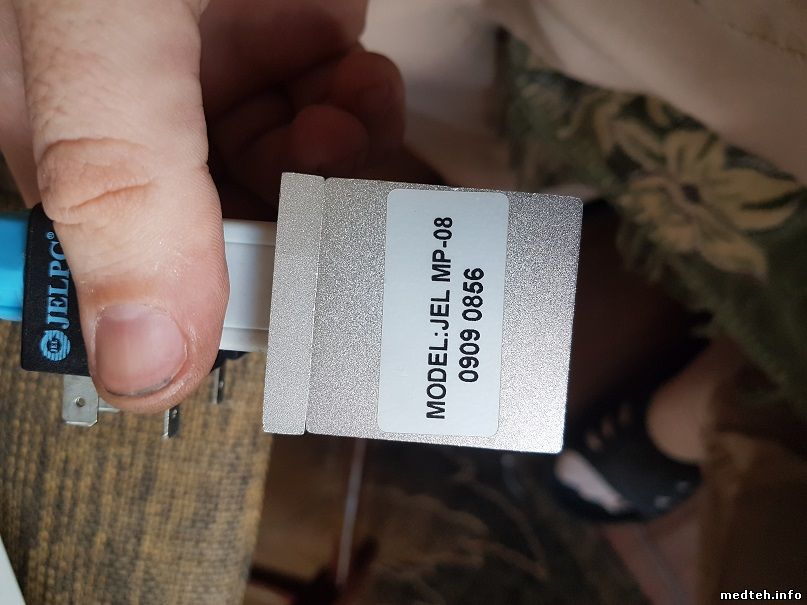 JELPC®
MODEL:JEL MP-08
0909 0856
medteh.info